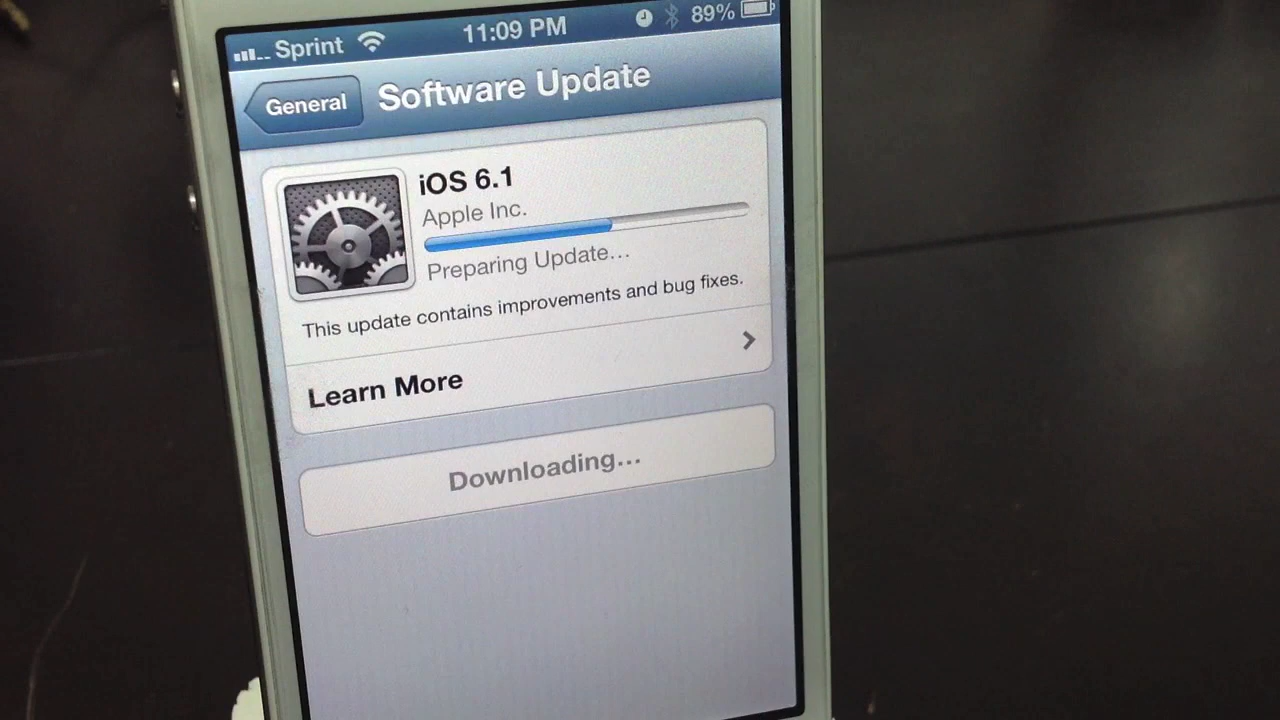 Sprint 11:09 PM 89%
General Software Update
iOS 6.1
Apple Inc.
Preparing Update...
This update contains improvements and bug fixes.
Learn More
Downloading...